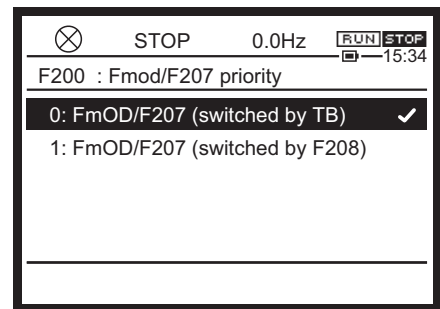 STOP 0.0Hz RUN STOP
15:34
F200 : Fmod/F207 priority
0: FmOD/F207 (switched by TB)
1: FmOD/F207 (switched by F208)